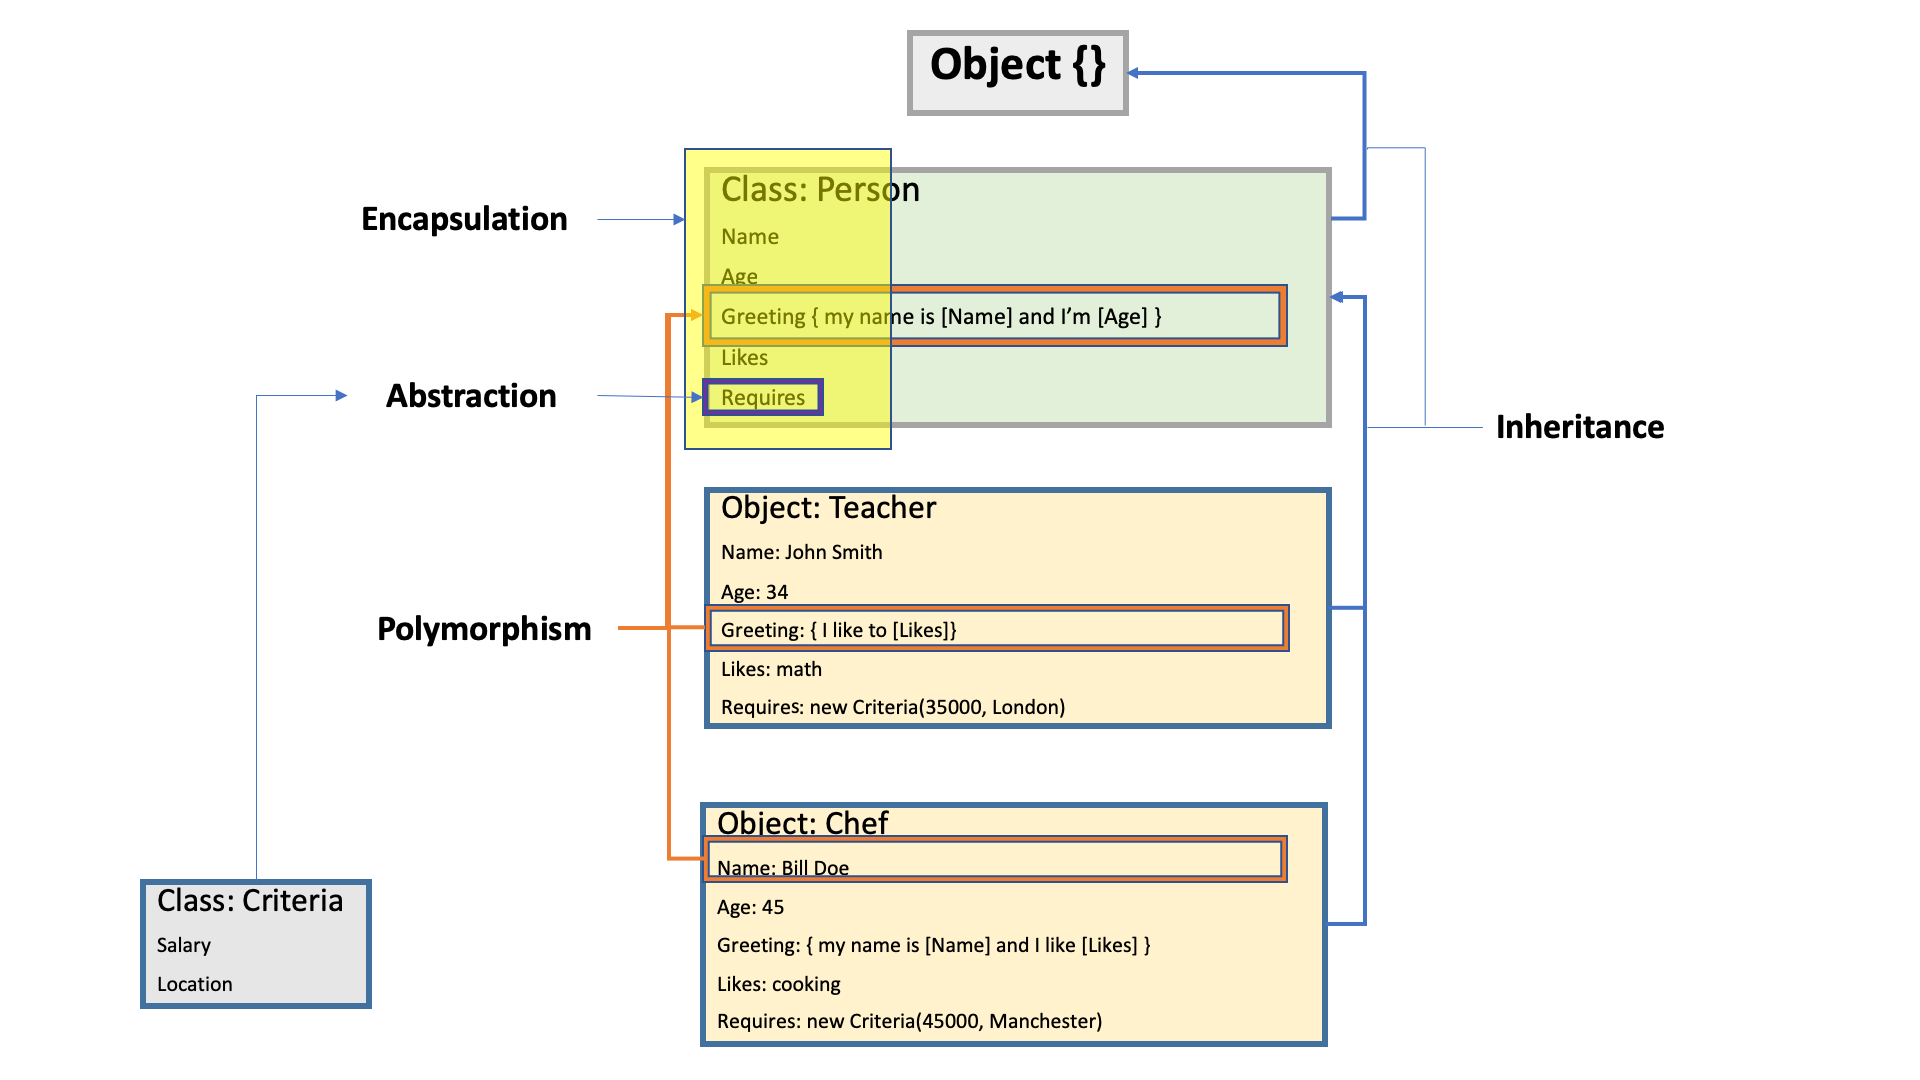 Object {}
Class: Person
Name
Age
Greeting { my name is [Name] and I’m [Age] }
Likes
Requires
Encapsulation
Abstraction
Inheritance
Object: Teacher
Name: John Smith
Age: 34
Greeting: { I like to [Likes]}
Likes: math
Requires: new Criteria(35000, London)
Polymorphism
Object: Chef
Name: Bill Doe
Age: 45
Greeting: { my name is [Name] and I like [Likes] }
Likes: cooking
Requires: new Criteria(45000, Manchester)
Class: Criteria
Salary
Location